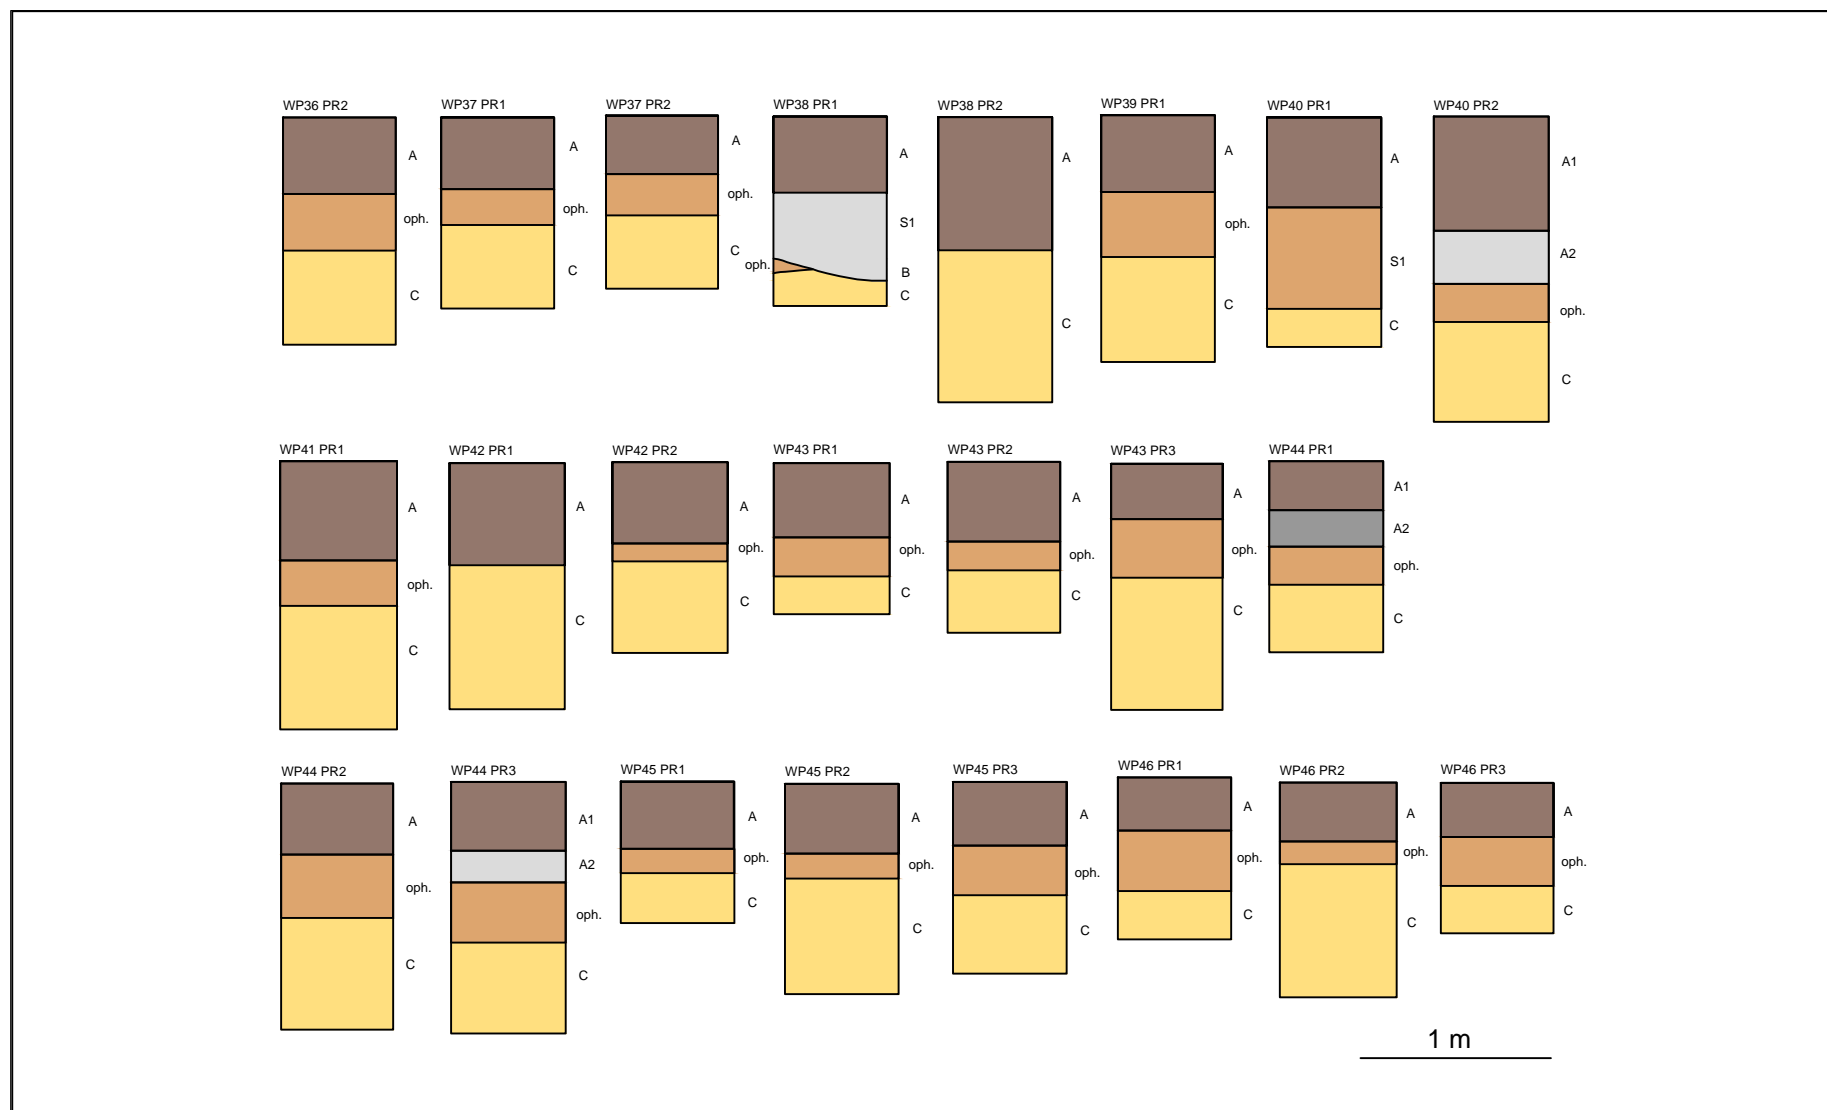 WP36 PR2
A
oph.
C
WP37 PR1
A
oph.
C
WP37 PR2
A
oph.
C
WP38 PR1
A
S1
oph.
B
C
WP38 PR2
A
C
WP39 PR1
A
oph.
C
WP40 PR1
A
S1
C
WP40 PR2
A1
A2
oph.
C
WP41 PR1
A
oph.
C
WP42 PR1
A
C
WP42 PR2
A
oph.
C
WP43 PR1
A
oph.
C
WP43 PR2
A
oph.
C
WP43 PR3
A
oph.
C
WP44 PR1
A1
A2
oph.
C
WP44 PR2
A
oph.
C
WP44 PR3
A1
A2
oph.
C
WP45 PR1
A
oph.
C
WP45 PR2
A
oph.
C
WP45 PR3
A
oph.
C
WP46 PR1
A
oph.
C
WP46 PR2
A
oph.
C
WP46 PR3
A
oph.
C
1 m